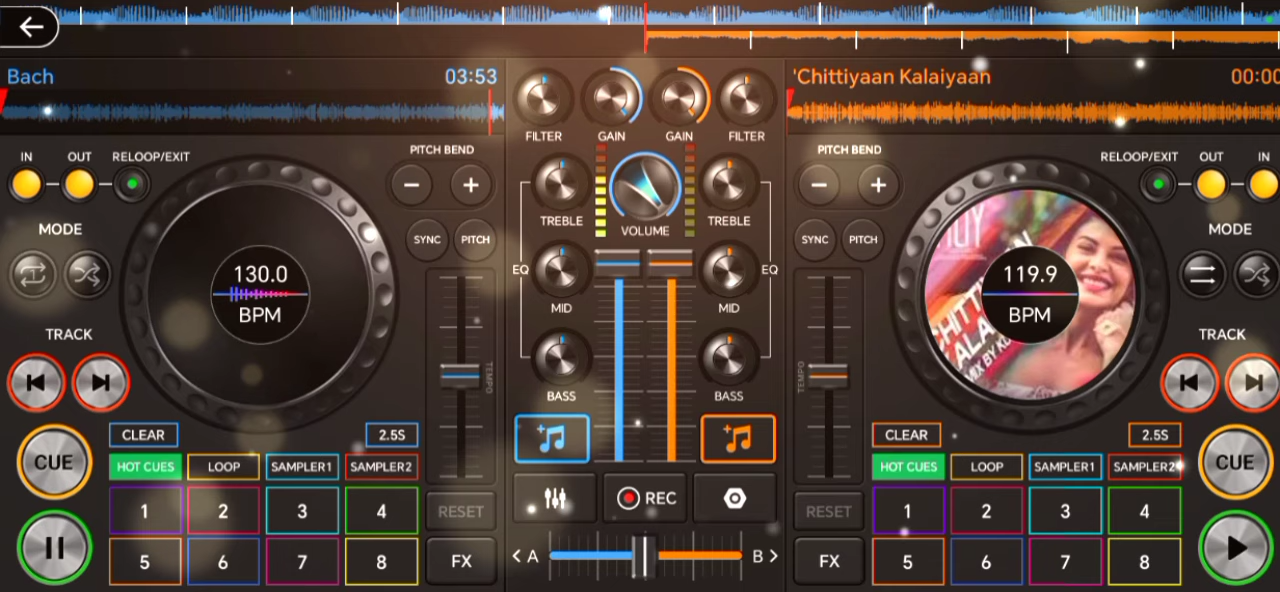 Bach
03:53
'Chittiyaan Kalaiyaan
00:00
FILTER
GAIN
GAIN
FILTER
IN
OUT
RELOOP/EXIT
PITCH BEND
PITCH BEND
RELOOP/EXIT
OUT
IN
TREBLE
VOLUME
TREBLE
MODE
SYNC
PITCH
SYNC
PITCH
MODE
EQ
EQ
130.0
BPM
119.9
BPM
MID
MID
TRACK
TRACK
TEMPO
TEMPO
BASS
BASS
CLEAR
2.5S
CLEAR
2.5S
CUE
HOT CUES
LOOP
SAMPLER1
SAMPLER2
HOT CUES
LOOP
SAMPLER1
SAMPLER2
CUE
1
2
3
4
RESET
REC
RESET
1
2
3
4
5
6
7
8
FX
< A
B >
FX
5
6
7
8